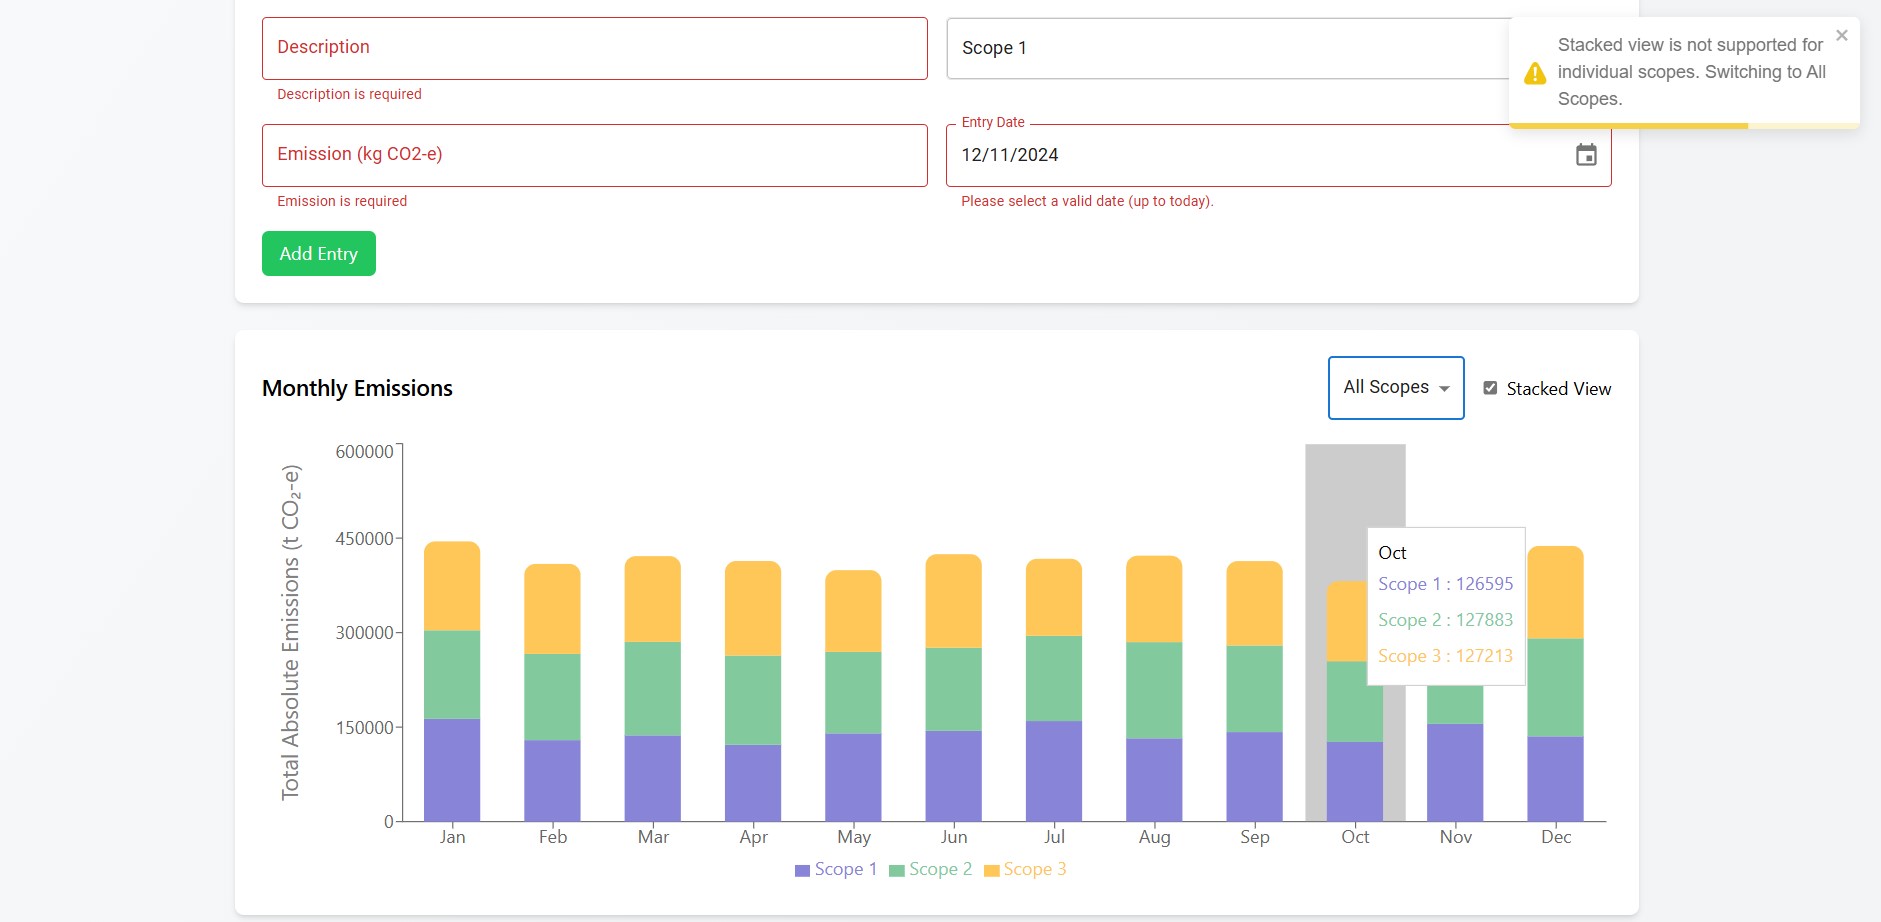 Description
Scope 1
Stacked view is not supported for
individual scopes. Switching to All
Scopes.
Description is required
Emission (kg CO2-e)
Entry Date
12/11/2024
Emission is required
Please select a valid date (up to today).
Add Entry
Monthly Emissions
All Scopes
Stacked View
Total Absolute Emissions (t CO₂-e)
600000
450000
300000
150000
0
Oct
Scope 1 : 126595
Scope 2 : 127883
Scope 3 : 127213
Jan Feb Mar Apr May Jun Jul Aug Sep Oct Nov Dec
Scope 1 Scope 2 Scope 3